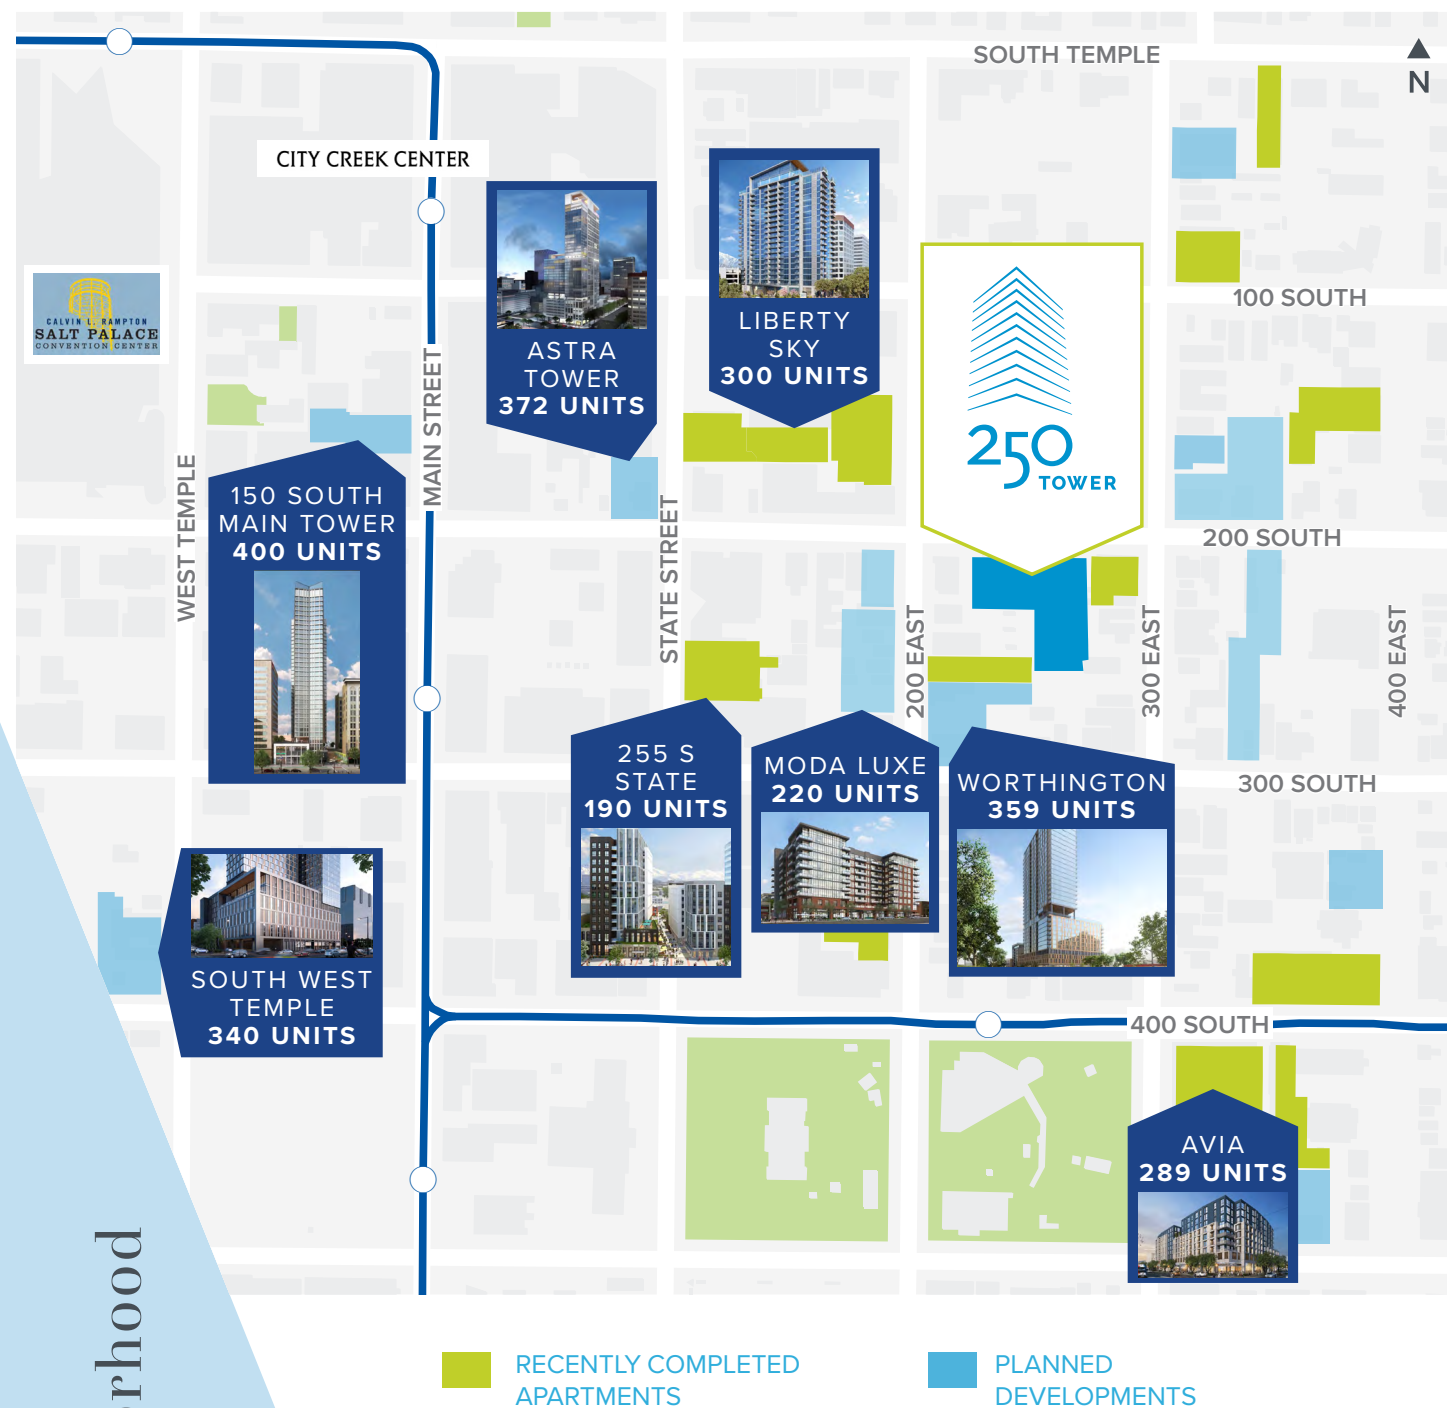 SOUTH TEMPLE
N
CITY CREEK CENTER
CALVIN L. RAMPTON
SALT PALACE
CONVENTION CENTER
ASTRA
TOWER
372 UNITS
LIBERTY
SKY
300 UNITS
250
TOWER
100 SOUTH
MAIN STREET
WEST TEMPLE
150 SOUTH
MAIN TOWER
400 UNITS
STATE STREET
200 SOUTH
200 EAST
300 EAST
400 EAST
255 S
STATE
190 UNITS
MODA LUXE
220 UNITS
WORTHINGTON
359 UNITS
300 SOUTH
SOUTH WEST
TEMPLE
340 UNITS
400 SOUTH
AVIA
289 UNITS
rhood
RECENTLY COMPLETED
APARTMENTS
PLANNED
DEVELOPMENTS